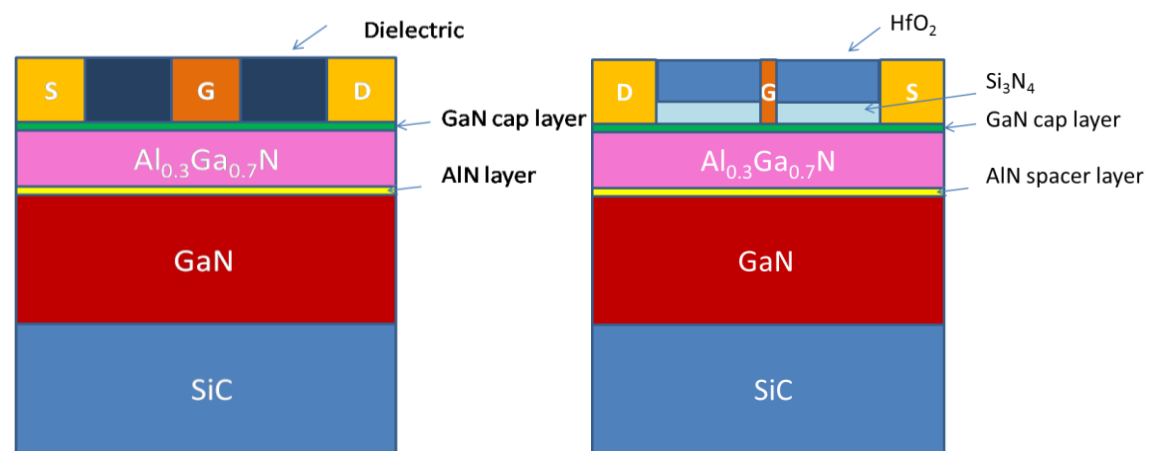 Dielectric
S
G
D
GaN cap layer
Al0.3Ga0.7N
AlN layer
GaN
SiC
HfO2
D
G
S
Si3N4
GaN cap layer
Al0.3Ga0.7N
AlN spacer layer
GaN
SiC